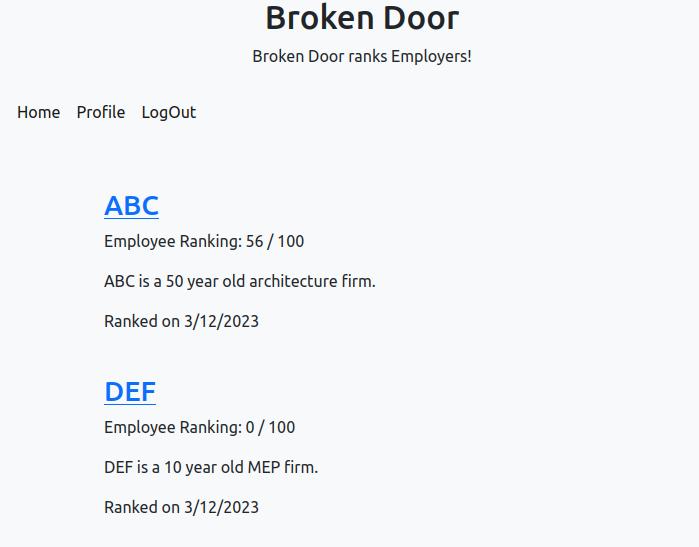 Broken Door
Broken Door ranks Employers!
Home Profile LogOut
ABC
Employee Ranking: 56 / 100
ABC is a 50 year old architecture firm.
Ranked on 3/12/2023
DEF
Employee Ranking: 0 / 100
DEF is a 10 year old MEP firm.
Ranked on 3/12/2023